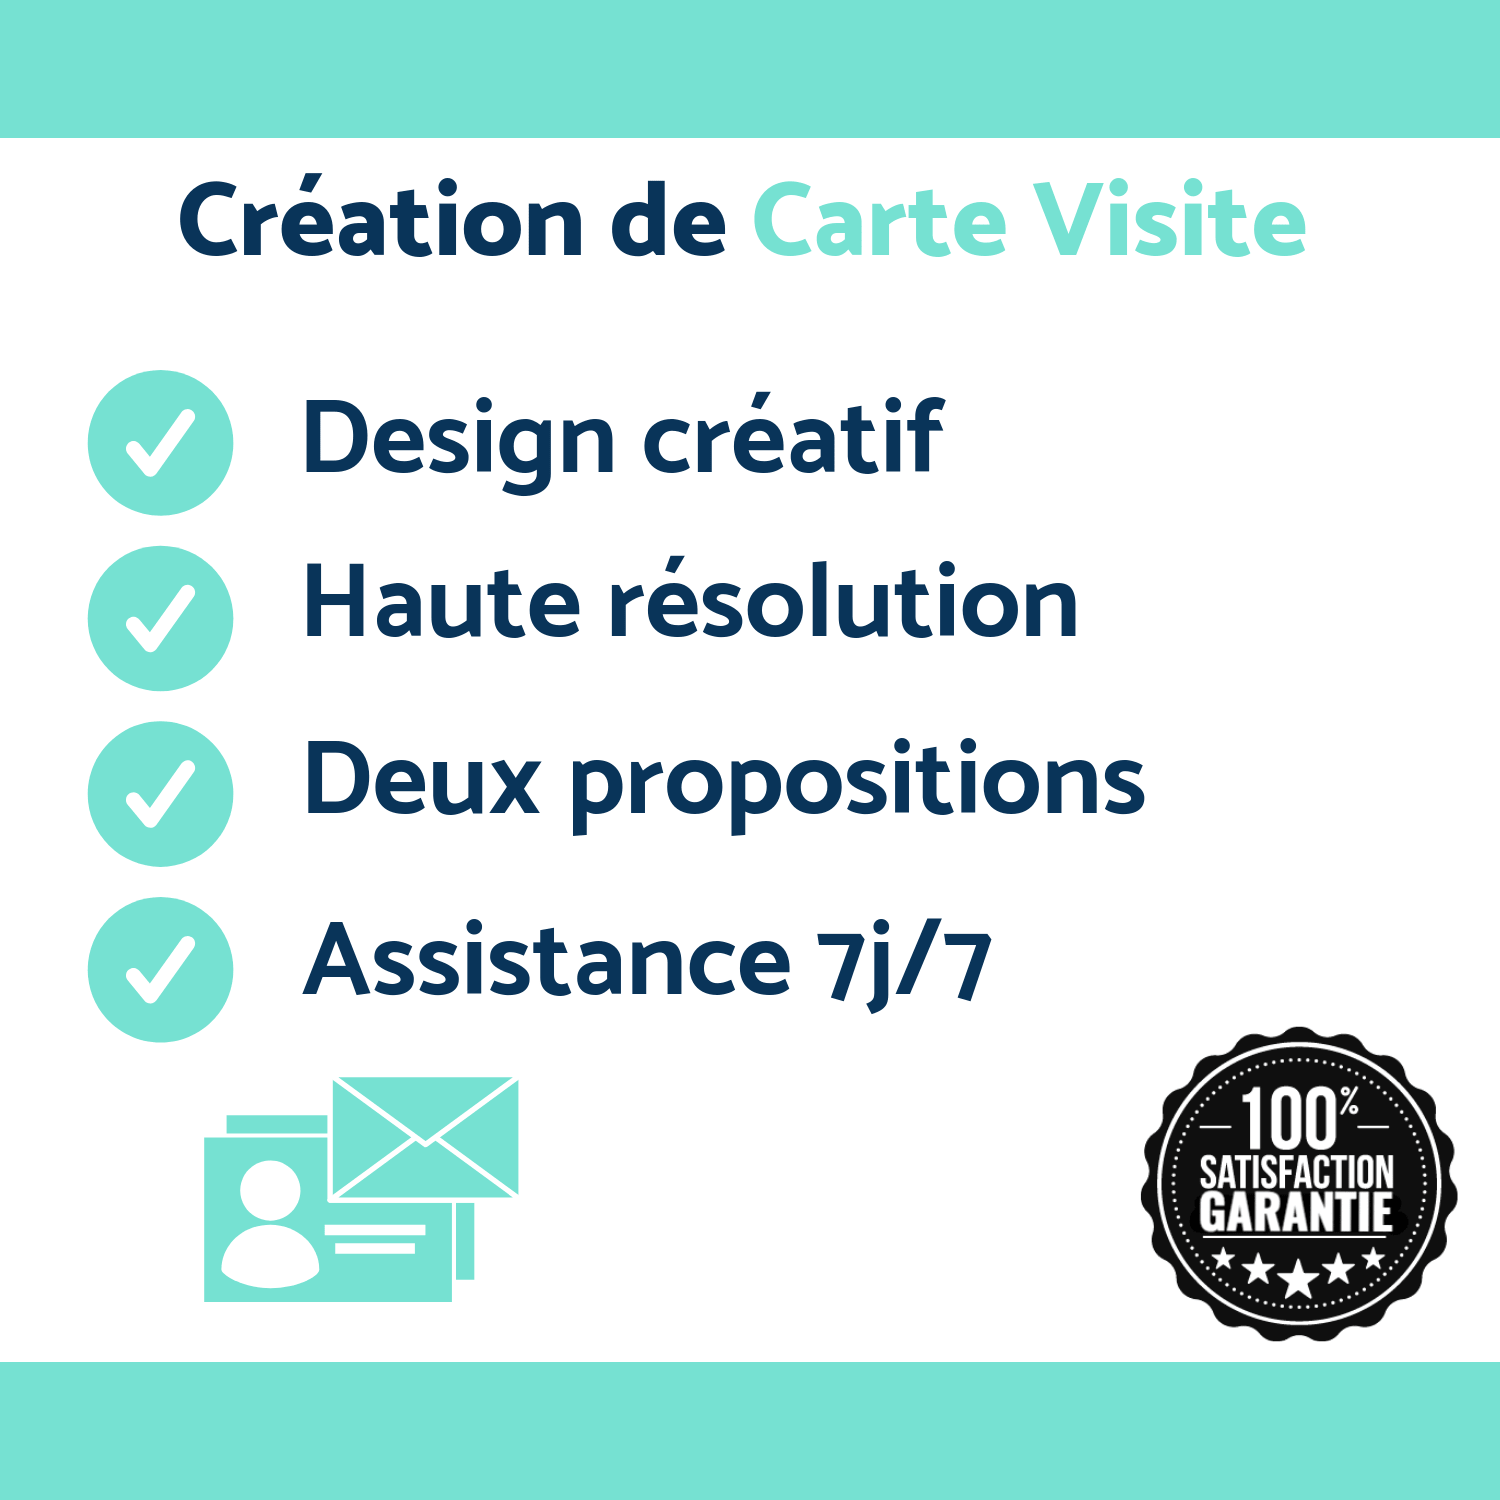 Création de Carte Visite
Design créatif
Haute résolution
Deux propositions
Assistance 7j/7
100%
SATISFACTION
GARANTIE